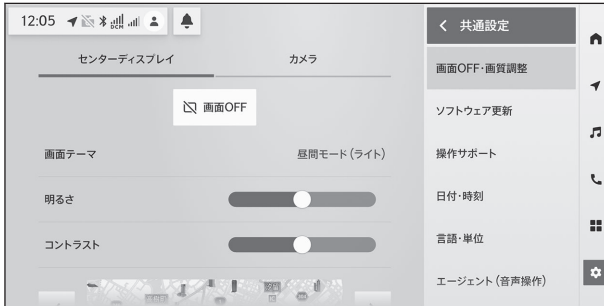 12:05
DCM
共通設定
センターディスプレイ
カメラ
画面OFF
画面テーマ
昼間モード（ライト）
明るさ
コントラスト
画面OFF・画質調整
ソフトウェア更新
操作サポート
日付・時刻
言語・単位
エージェント（音声操作）